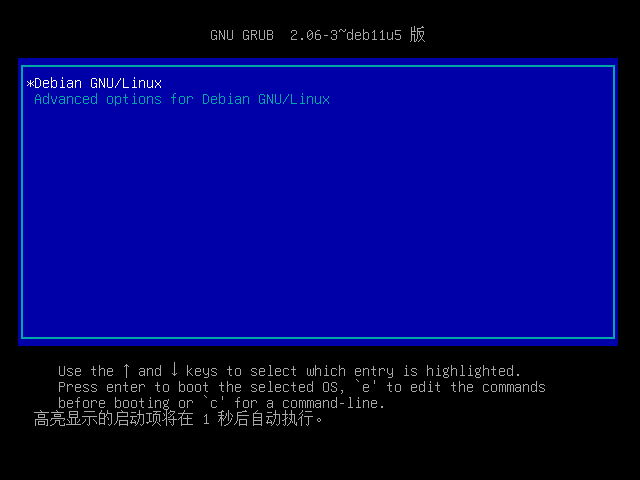 GNU GRUB  2.06-3~deb11u5 版
*Debian GNU/Linux
Advanced options for Debian GNU/Linux
Use the ↑ and ↓ keys to select which entry is highlighted.
Press enter to boot the selected OS, `e' to edit the commands
before booting or `c' for a command-line.
高亮显示的启动项将在 1 秒后自动执行。